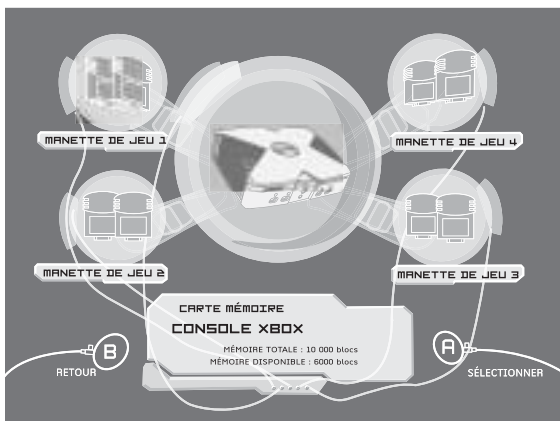 MANETTE DE JEU 1
MANETTE DE JEU 4
MANETTE DE JEU 2
MANETTE DE JEU 3
CARTE MÉMOIRE
CONSOLE XBOX
MÉMOIRE TOTALE : 10 000 blocs
MÉMOIRE DISPONIBLE : 6000 blocs
B
RETOUR
A
SÉLECTIONNER